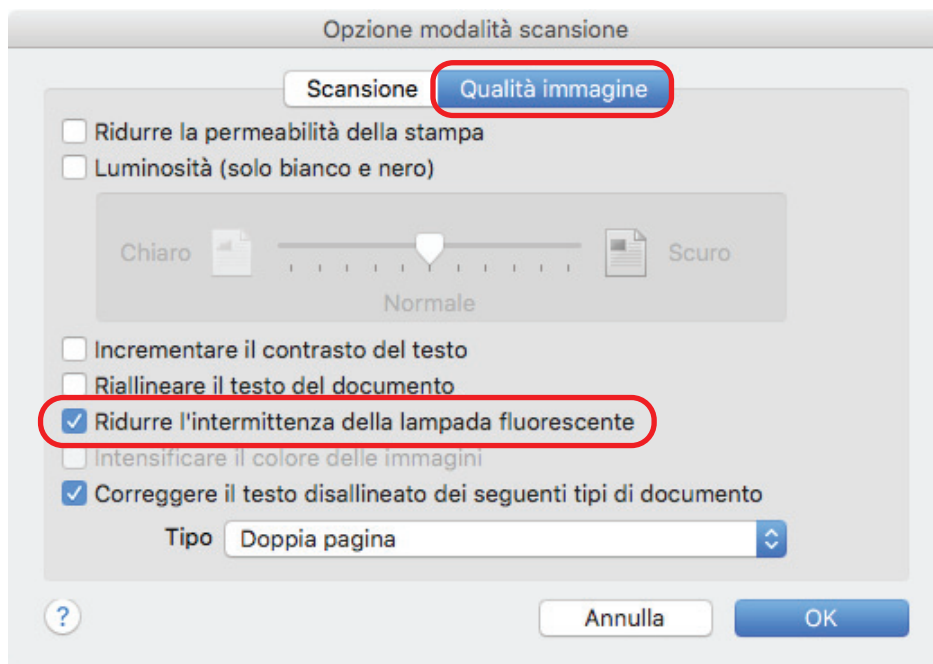 Opzione modalità scansione
Scansione Qualità immagine
Ridurre la permeabilità della stampa
Luminosità (solo bianco e nero)
Chiaro Scuro
Normale
Incrementare il contrasto del testo
Riallineare il testo del documento
Ridurre l'intermittenza della lampada fluorescente
Intensificare il colore delle immagini
Correggere il testo disallineato dei seguenti tipi di documento
Tipo Doppia pagina
? Annulla OK